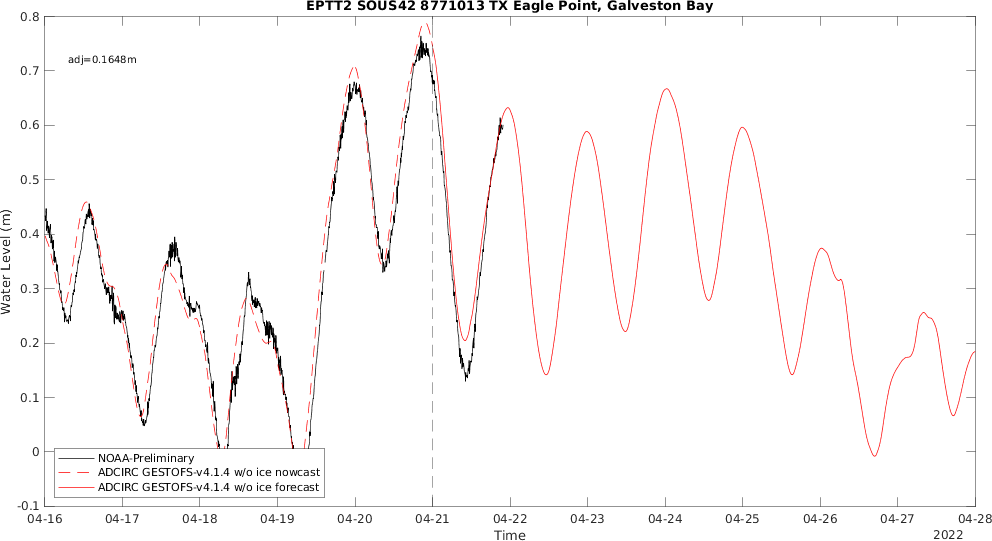 EPTT2 SOUS42 8771013 TX Eagle Point, Galveston Bay
adj=0.1648m
Water Level (m)
0.8
0.7
0.6
0.5
0.4
0.3
0.2
0.1
0
-0.1
NOAA-Preliminary
ADCIRC GESTOFS-v4.1.4 w/o ice nowcast
ADCIRC GESTOFS-v4.1.4 w/o ice forecast
04-16 04-17 04-18 04-19 04-20 04-21 04-22 04-23 04-24 04-25 04-26 04-27 04-28
Time
2022